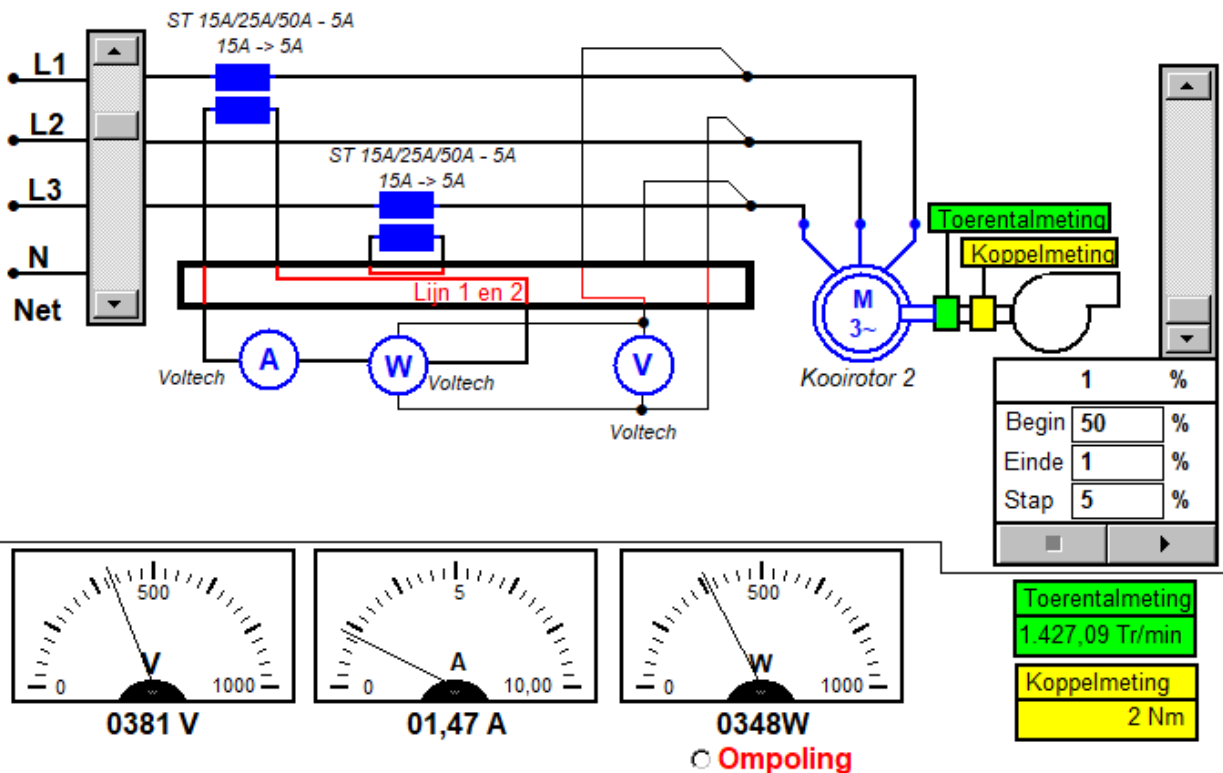 ST 15A/25A/50A - 5A
15A -> 5A
L1
L2
ST 15A/25A/50A - 5A
15A -> 5A
L3
Toerentalmeting
Koppelmeting
N
Net
Lijn 1 en 2
M
3~
A
W
V
Voltech
Voltech
Voltech
Kooirotor 2
1 %
Begin 50 %
Einde 1 %
Stap 5 %
500
V
0 1000
0381 V
5
A
0 10,00
01,47 A
500
W
0 1000
0348W
Ompoling
Toerentalmeting
1.427,09 Tr/min
Koppelmeting
2 Nm